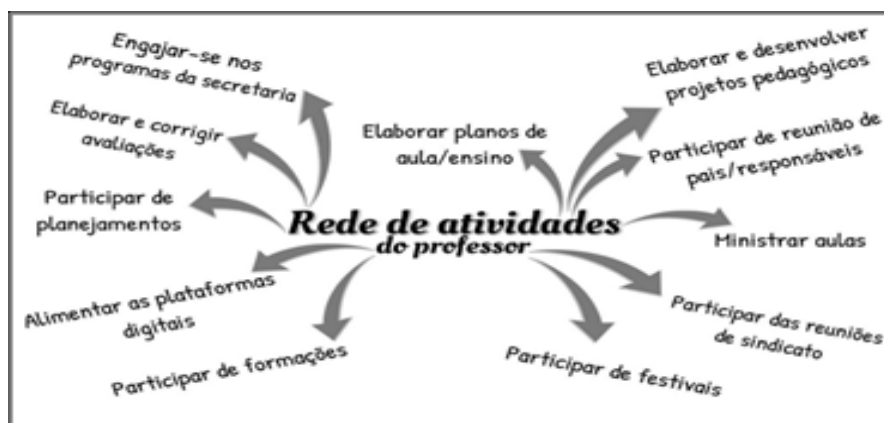 Engajar-se nos
programas da secretaria
Elaborar e corrigir
avaliações
Participar de
planejamentos
Alimentar as plataformas
digitais
Participar de formações
Elaborar planos de
aula/ensino
Rede de atividades
do professor
Elaborar e desenvolver
projetos pedagógicos
Participar de reunião de
pais/responsáveis
Ministrar aulas
Participar das reuniões
de sindicato
Participar de festivais